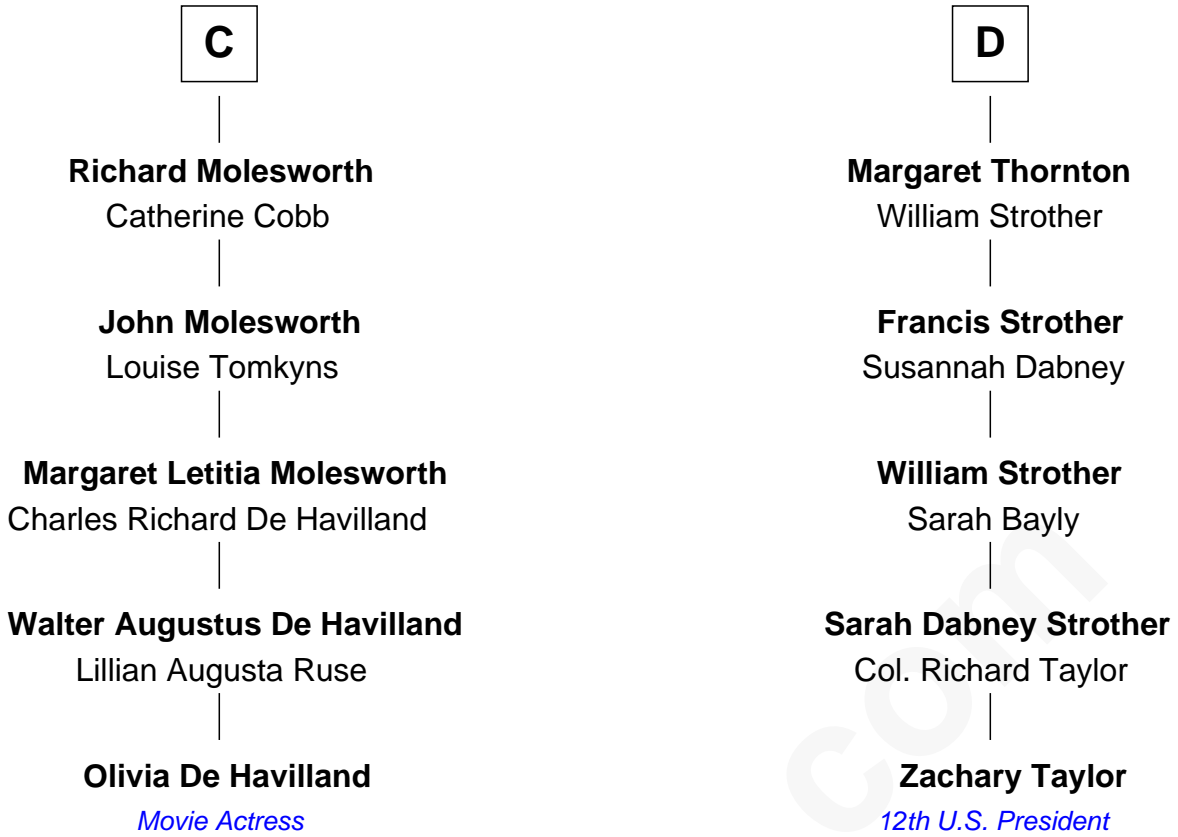 C
Richard Molesworth
Catherine Cobb
John Molesworth
Louise Tomkyns
Margaret Letitia Molesworth
Charles Richard De Havilland
Walter Augustus De Havilland
Lillian Augusta Ruse
Olivia De Havilland
Movie Actress
D
Margaret Thornton
William Strother
Francis Strother
Susannah Dabney
William Strother
Sarah Bayly
Sarah Dabney Strother
Col. Richard Taylor
Zachary Taylor
12th U.S. President
com